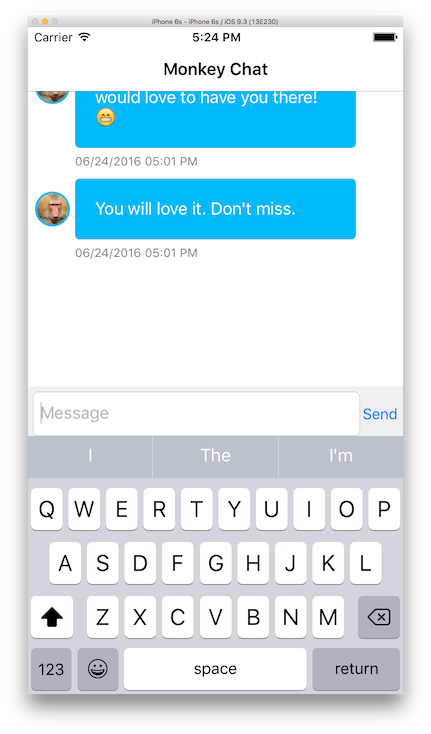 iPhone 6s - iPhone 6s / iOS 9.3 (13E230)
Carrier 5:24 PM
Monkey Chat
would love to have you there!
😁
06/24/2016 05:01 PM
You will love it. Don't miss.
06/24/2016 05:01 PM
Message Send
I The I'm
Q W E R T Y U I O P
A S D F G H J K L
Z X C V B N M
123 space return